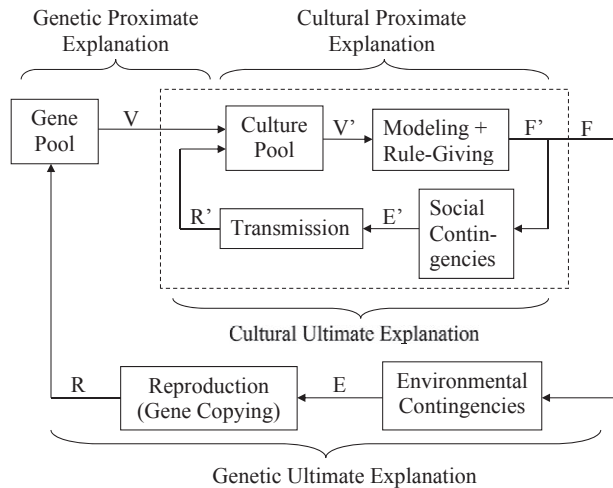 Genetic Proximate
Explanation
Cultural Proximate
Explanation
Gene
Pool
V
Culture
Pool
V’
Modeling +
Rule-Giving
F’
F
R’
Transmission
E’
Social
Contin-
gencies
Cultural Ultimate Explanation
R
Reproduction
(Gene Copying)
E
Environmental
Contingencies
Genetic Ultimate Explanation